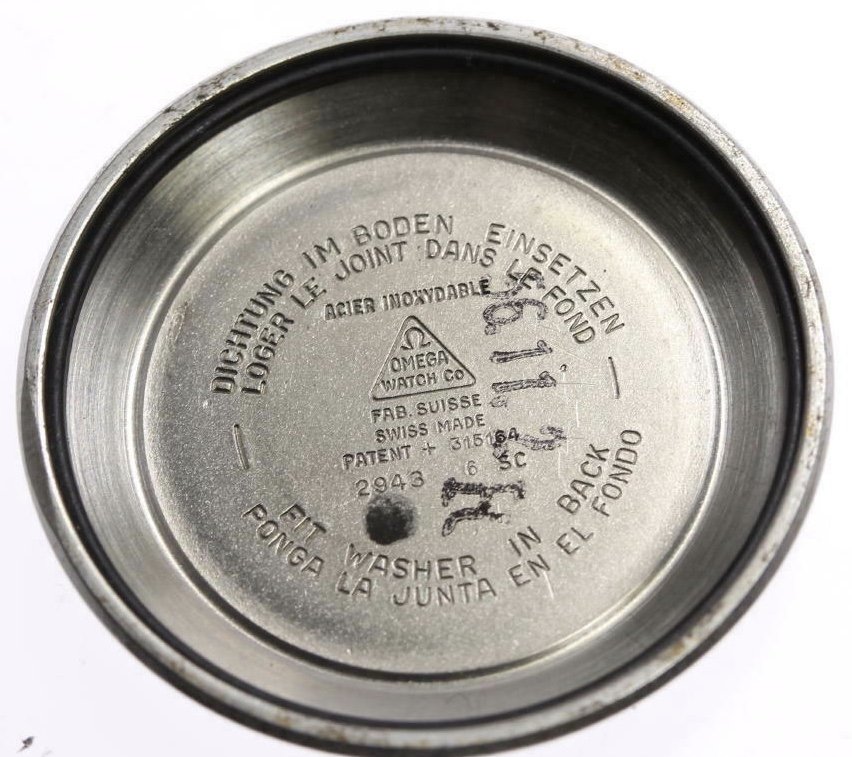 DICHTUNG IM BODEN EINSETZEN
LOGER LE JOINT DANS LE FOND
ACIER INOXYDABLE
Ω
OMEGA
WATCH CO
FAB. SUISSE
SWISS MADE
PATENT + 315164
2943 6 SC
FIT WASHER IN BACK
PONGA LA JUNTA EN EL FONDO